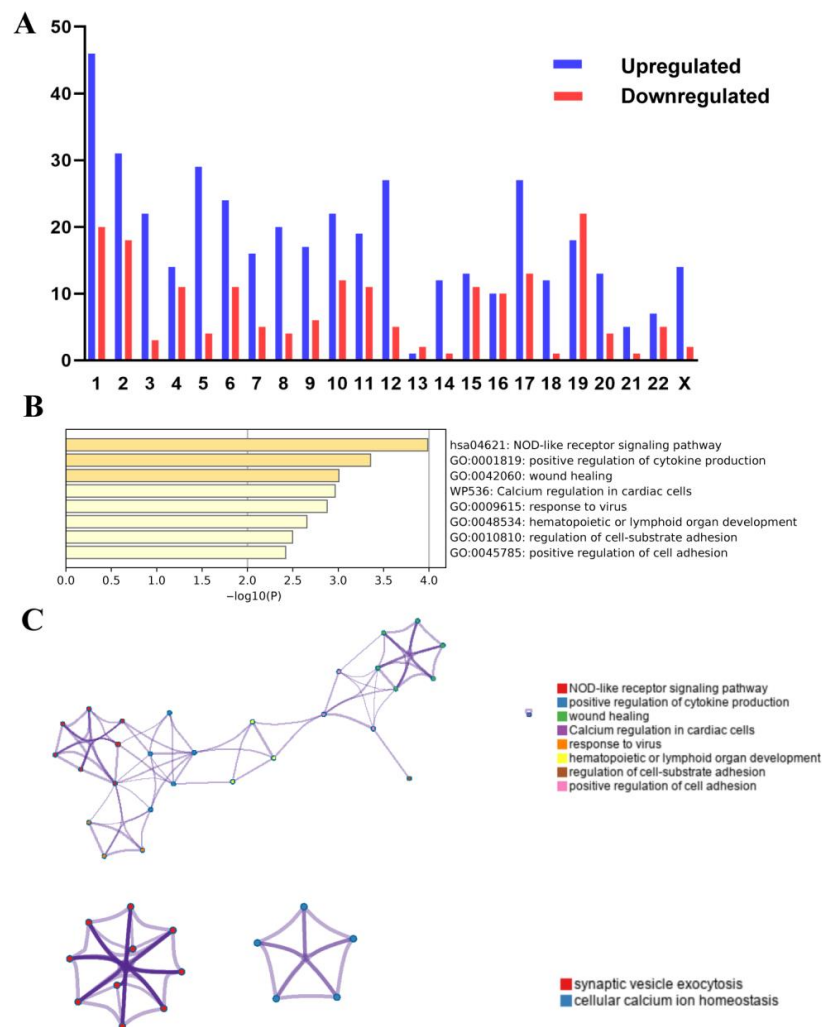 A
50
40
30
20
10
0
Upregulated
Downregulated
1 2 3 4 5 6 7 8 9 10 11 12 13 14 15 16 17 18 19 20 21 22 X
B
hsa04621: NOD-like receptor signaling pathway
GO:0001819: positive regulation of cytokine production
GO:0042060: wound healing
WP536: Calcium regulation in cardiac cells
GO:0009615: response to virus
GO:0048534: hematopoietic or lymphoid organ development
GO:0010810: regulation of cell-substrate adhesion
GO:0045785: positive regulation of cell adhesion
0.0 0.5 1.0 1.5 2.0 2.5 3.0 3.5 4.0
−log10(P)
C
NOD-like receptor signaling pathway
positive regulation of cytokine production
wound healing
Calcium regulation in cardiac cells
response to virus
hematopoietic or lymphoid organ development
regulation of cell-substrate adhesion
positive regulation of cell adhesion
synaptic vesicle exocytosis
cellular calcium ion homeostasis